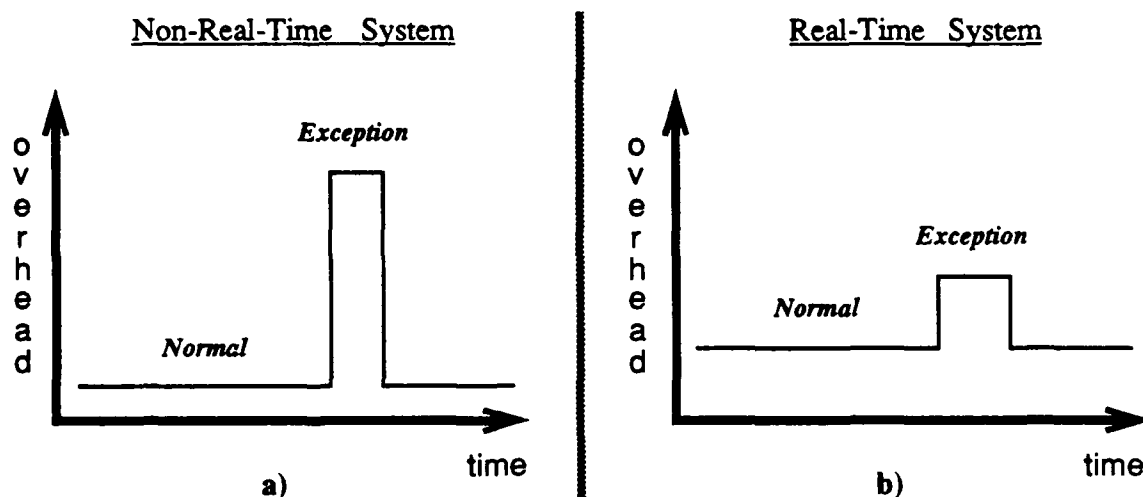 Non-Real-Time System
overhead
Exception
Normal
time
a)
Real-Time System
overhead
Exception
Normal
time
b)